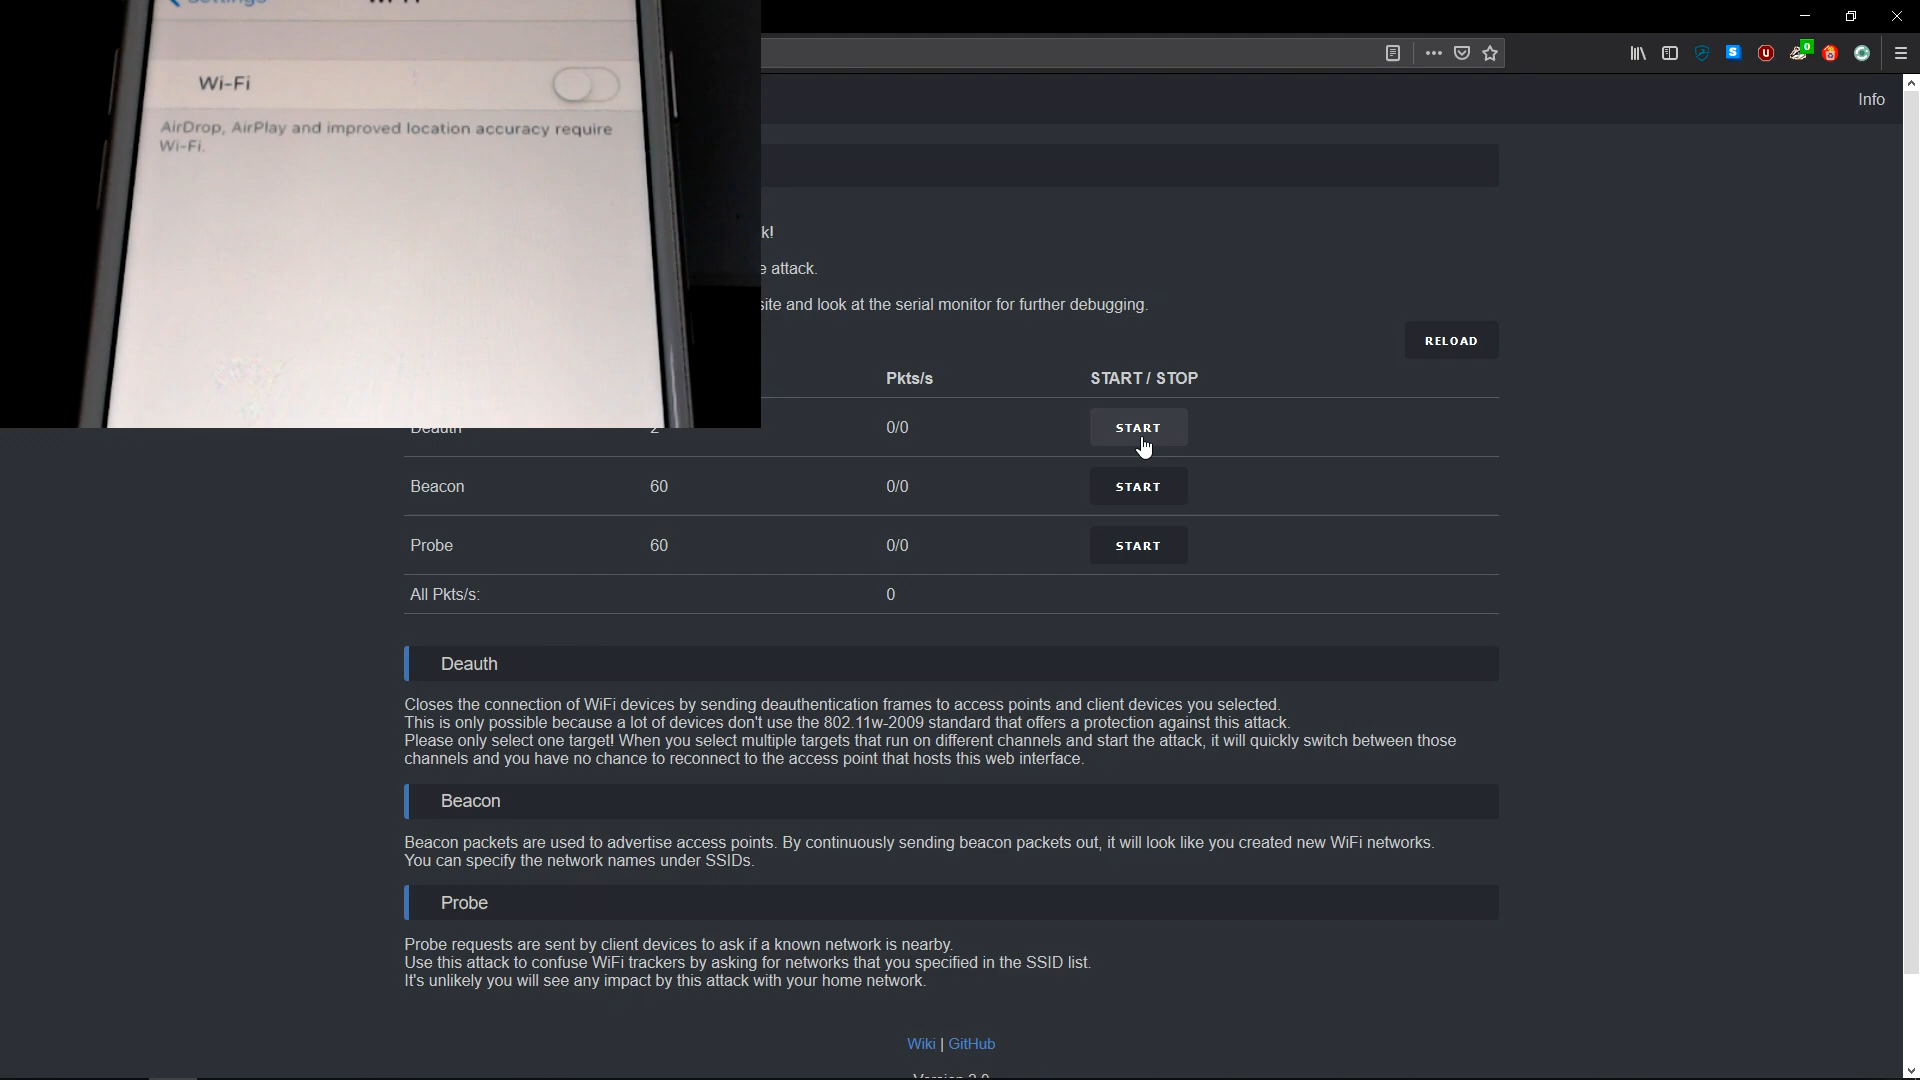 Settings
Wi-Fi
Wi-Fi
AirDrop, AirPlay and improved location accuracy require
Wi-Fi.
S
U
0
Info
k!
e attack.
site and look at the serial monitor for further debugging.
RELOAD
Pkts/s START / STOP
Deauth 2 0/0 START
Beacon 60 0/0 START
Probe 60 0/0 START
All Pkts/s: 0
Deauth
Closes the connection of WiFi devices by sending deauthentication frames to access points and client devices you selected.
This is only possible because a lot of devices don't use the 802.11w-2009 standard that offers a protection against this attack.
Please only select one target! When you select multiple targets that run on different channels and start the attack, it will quickly switch between those
channels and you have no chance to reconnect to the access point that hosts this web interface.
Beacon
Beacon packets are used to advertise access points. By continuously sending beacon packets out, it will look like you created new WiFi networks.
You can specify the network names under SSIDs.
Probe
Probe requests are sent by client devices to ask if a known network is nearby.
Use this attack to confuse WiFi trackers by asking for networks that you specified in the SSID list.
It's unlikely you will see any impact by this attack with your home network.
Wiki | GitHub